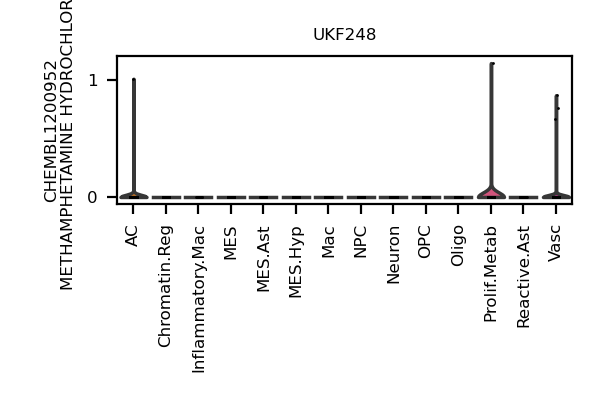 UKF248
CHEMBL1200952
METHAMPHETAMINE HYDROCHLOR
1
0
AC
Chromatin.Reg
Inflammatory.Mac
MES
MES.Ast
MES.Hyp
Mac
NPC
Neuron
OPC
Oligo
Prolif.Metab
Reactive.Ast
Vasc